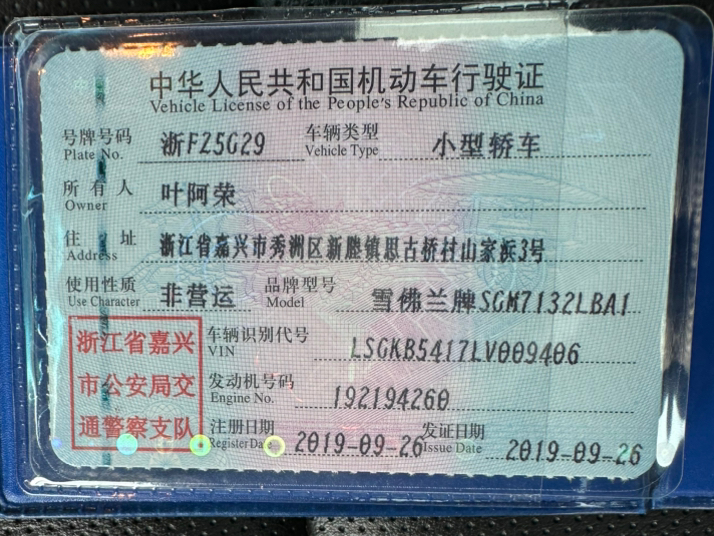 中华人民共和国机动车行驶证
Vehicle License of the People's Republic of China
号牌号码 浙FZ5G29 车辆类型 小型轿车
Plate No. Vehicle Type
所有人 叶阿荣
Owner
住址 浙江省嘉兴市秀洲区新塍镇思古桥村山家浜3号
Address
使用性质 非营运 品牌型号 雪佛兰牌SGM7132LBA1
Use Character Model
浙江省嘉兴 车辆识别代号 LSGKB5417LV009406
VIN
市公安局交 发动机号码 192194260
Engine No.
通警察支队 注册日期 2019-09-26 发证日期 2019-09-26
Register Date Issue Date